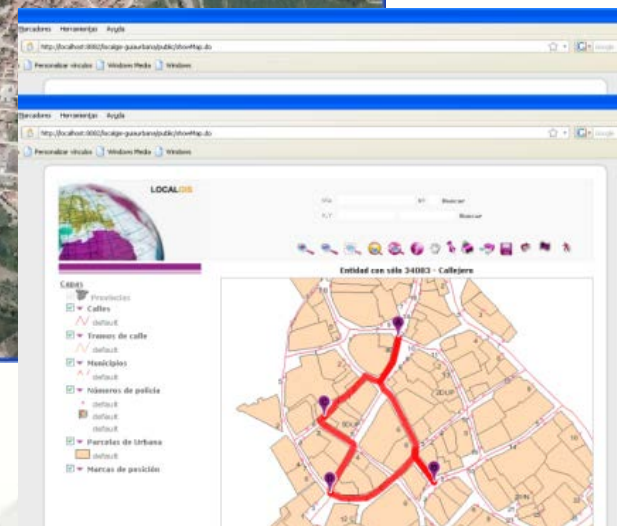 Marcadores Herramientas Ayuda
http://localhost:8082/localgis-guiaurbana/public/showMap.do
Personalizar vínculos Windows Media Windows
Marcadores Herramientas Ayuda
http://localhost:8082/localgis-guiaurbana/public/showMap.do
Personalizar vínculos Windows Media Windows
LOCALGIS
Vía Nº Buscar
X,Y Buscar
Entidad con sólo 34083 - Callejero
Capas
Provincias
Calles
default
Tramos de calle
default
Municipios
default
Números de policía
default
default
default
Parcelas de Urbana
default
Marcas de posición